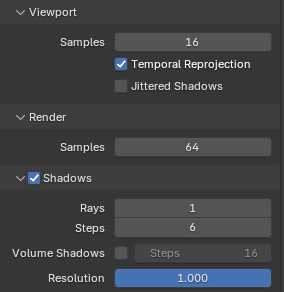 Viewport
Samples 16
Temporal Reprojection
Jittered Shadows
Render
Samples 64
Shadows
Rays 1
Steps 6
Volume Shadows Steps 16
Resolution 1.000